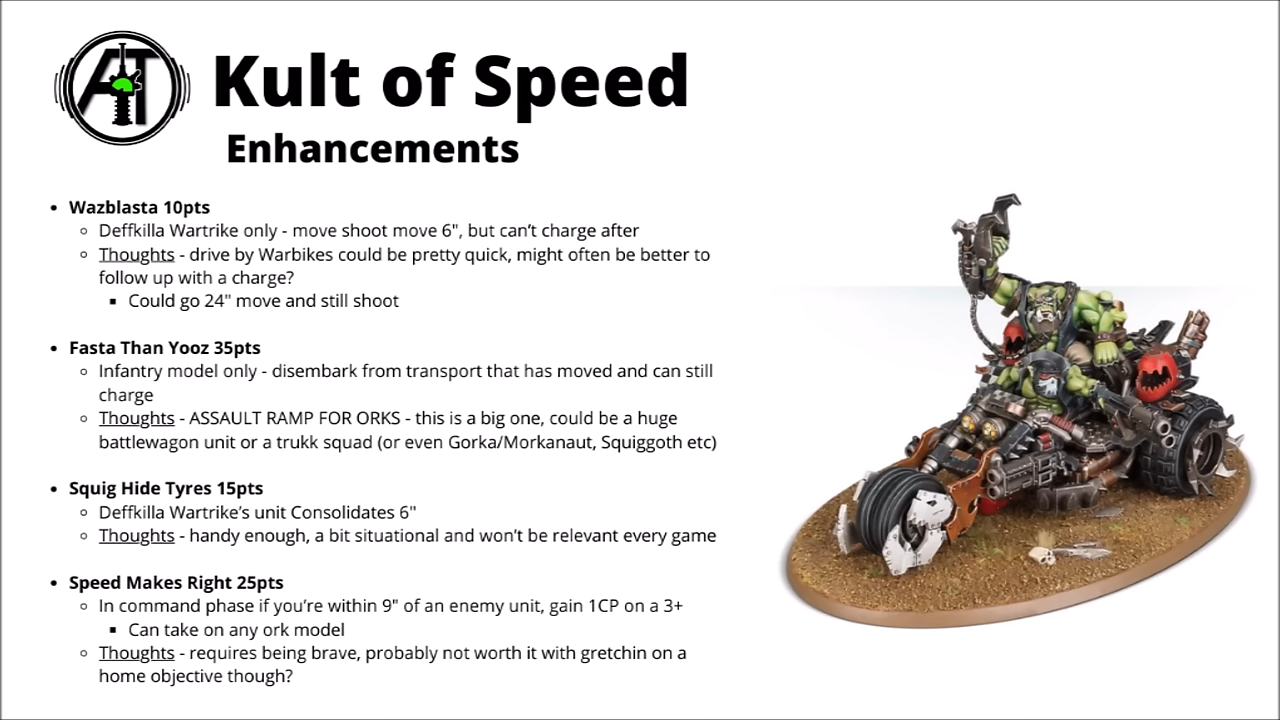 AT
Kult of Speed
Enhancements
• Wazblasta 10pts
◦ Deffkilla Wartrike only - move shoot move 6", but can't charge after
◦ Thoughts - drive by Warbikes could be pretty quick, might often be better to
follow up with a charge?
▪ Could go 24" move and still shoot
• Fasta Than Yooz 35pts
◦ Infantry model only - disembark from transport that has moved and can still
charge
◦ Thoughts - ASSAULT RAMP FOR ORKS - this is a big one, could be a huge
battlewagon unit or a trukk squad (or even Gorka/Morkanaut, Squiggoth etc)
• Squig Hide Tyres 15pts
◦ Deffkilla Wartrike's unit Consolidates 6"
◦ Thoughts - handy enough, a bit situational and won't be relevant every game
• Speed Makes Right 25pts
◦ In command phase if you're within 9" of an enemy unit, gain 1CP on a 3+
▪ Can take on any ork model
◦ Thoughts - requires being brave, probably not worth it with gretchin on a
home objective though?